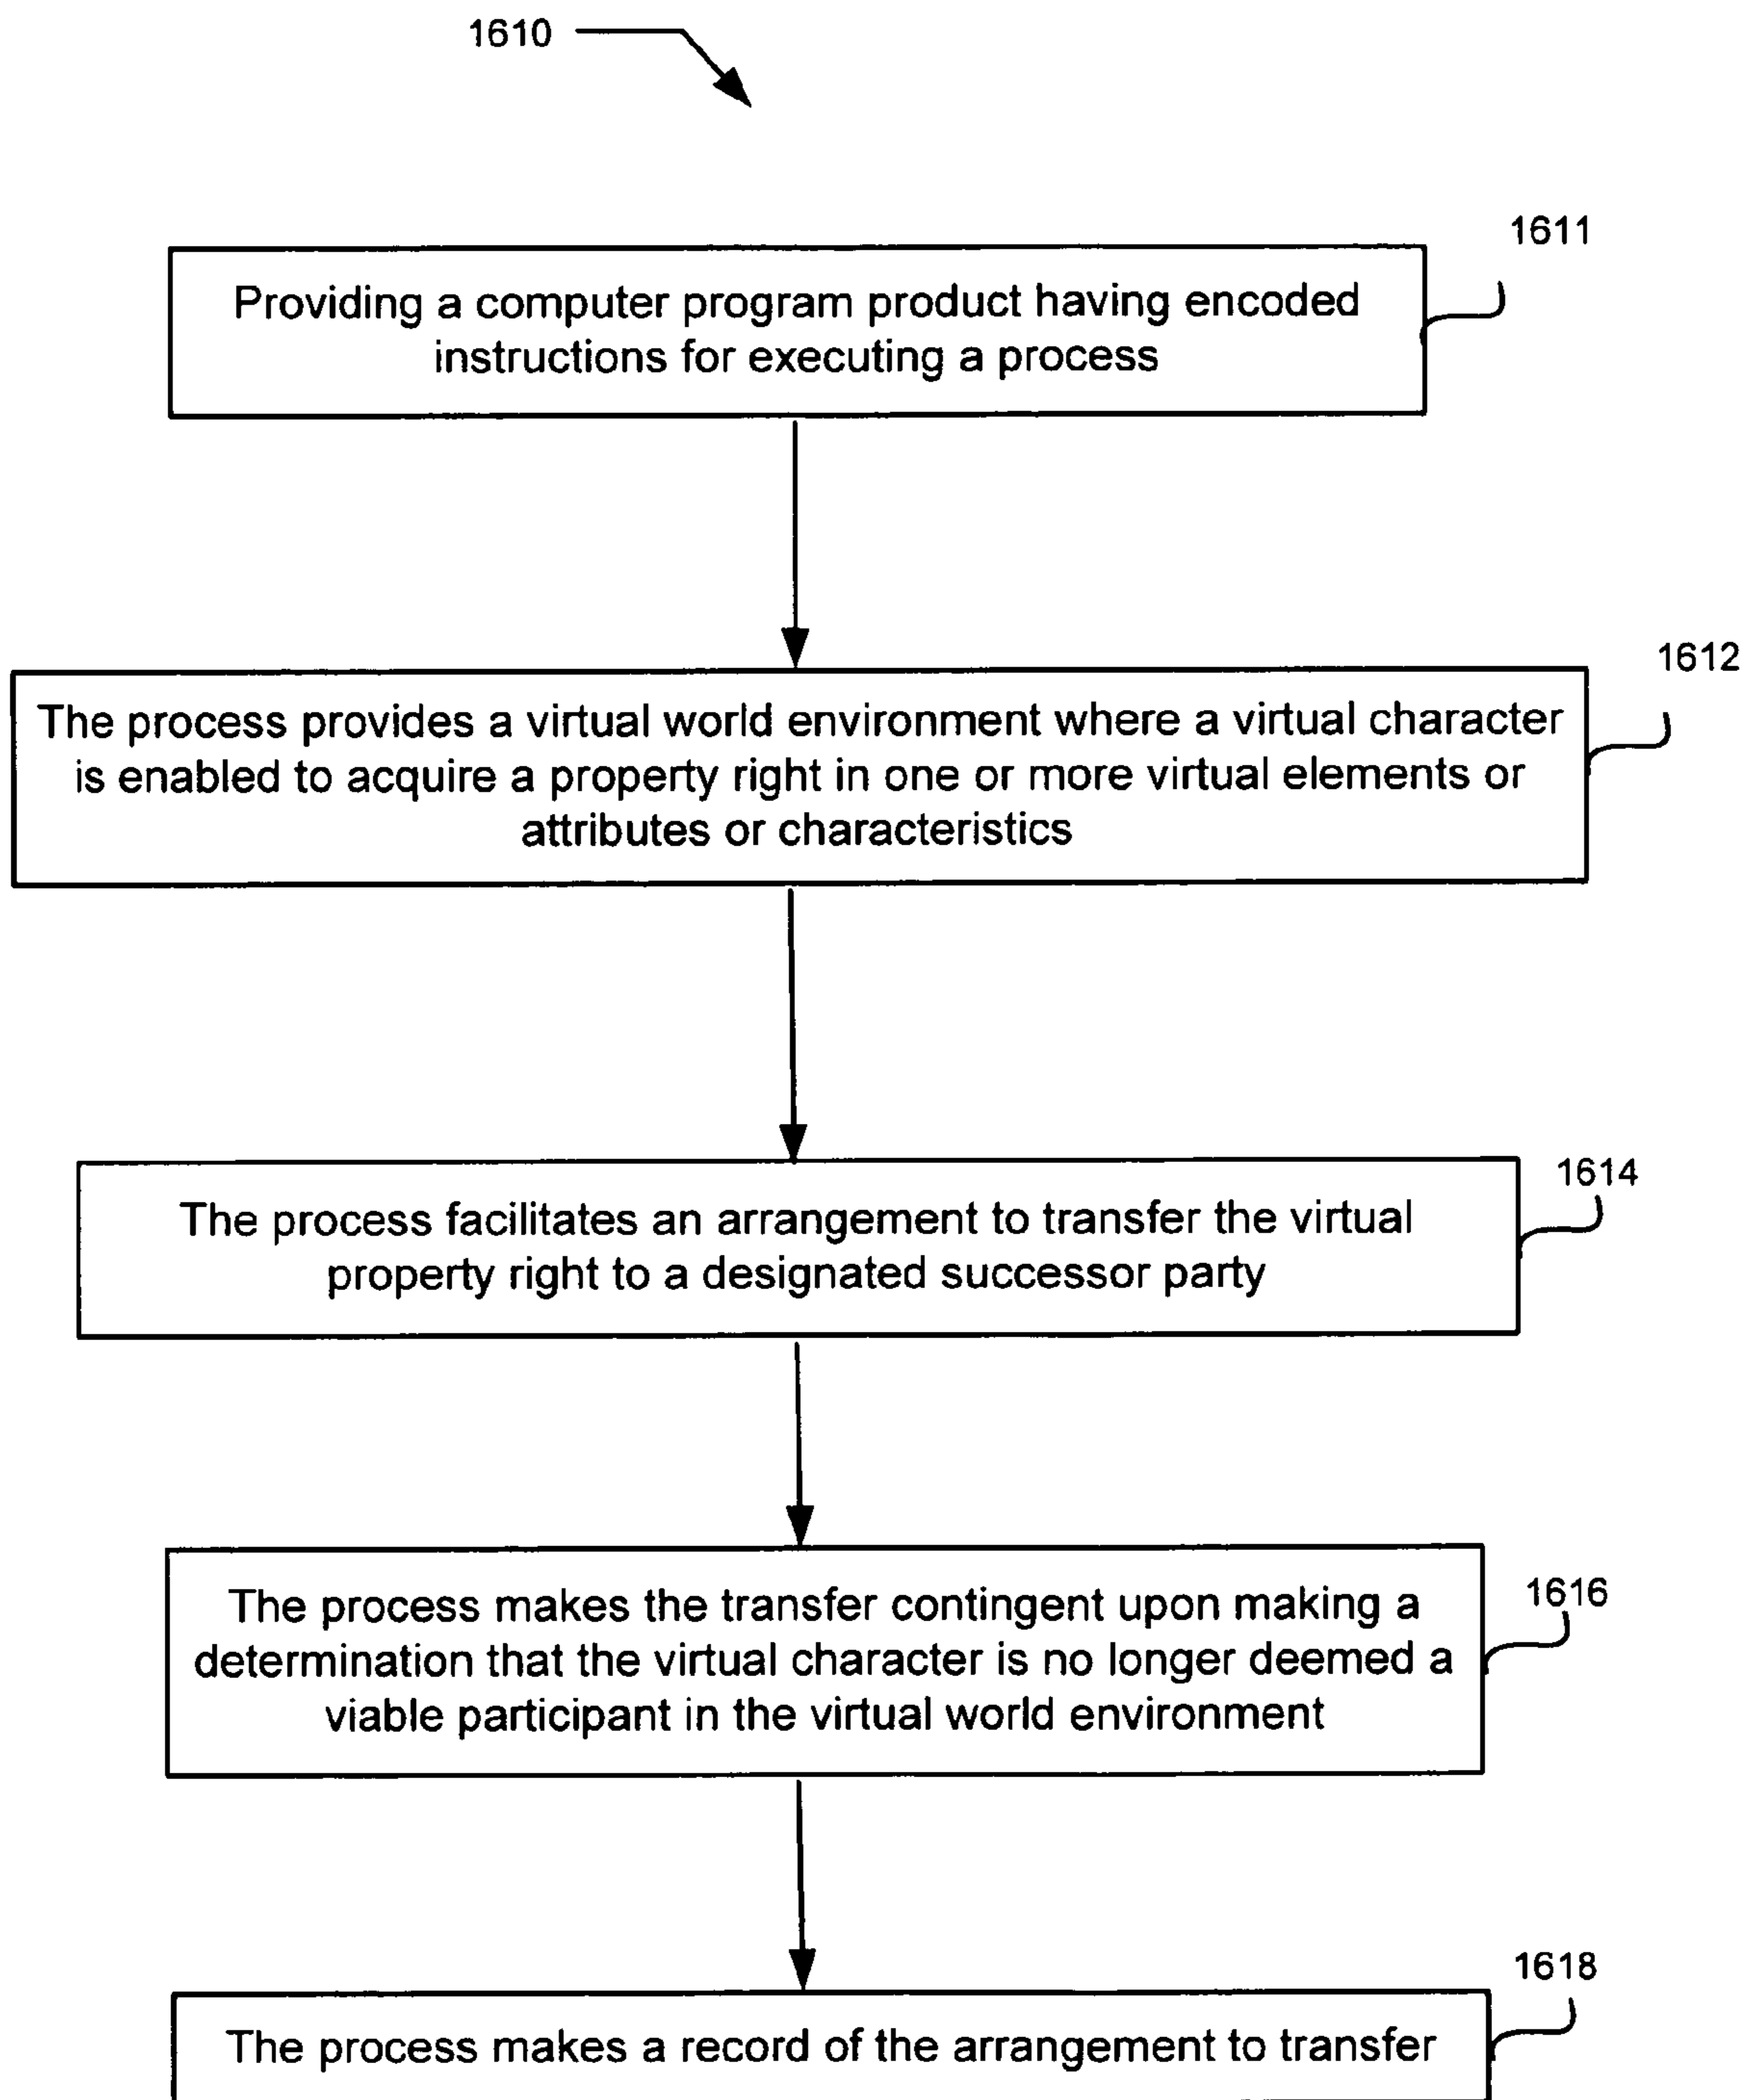 1610
1611
Providing a computer program product having encoded
instructions for executing a process
1612
The process provides a virtual world environment where a virtual character
is enabled to acquire a property right in one or more virtual elements or
attributes or characteristics
1614
The process facilitates an arrangement to transfer the virtual
property right to a designated successor party
1616
The process makes the transfer contingent upon making a
determination that the virtual character is no longer deemed a
viable participant in the virtual world environment
1618
The process makes a record of the arrangement to transfer